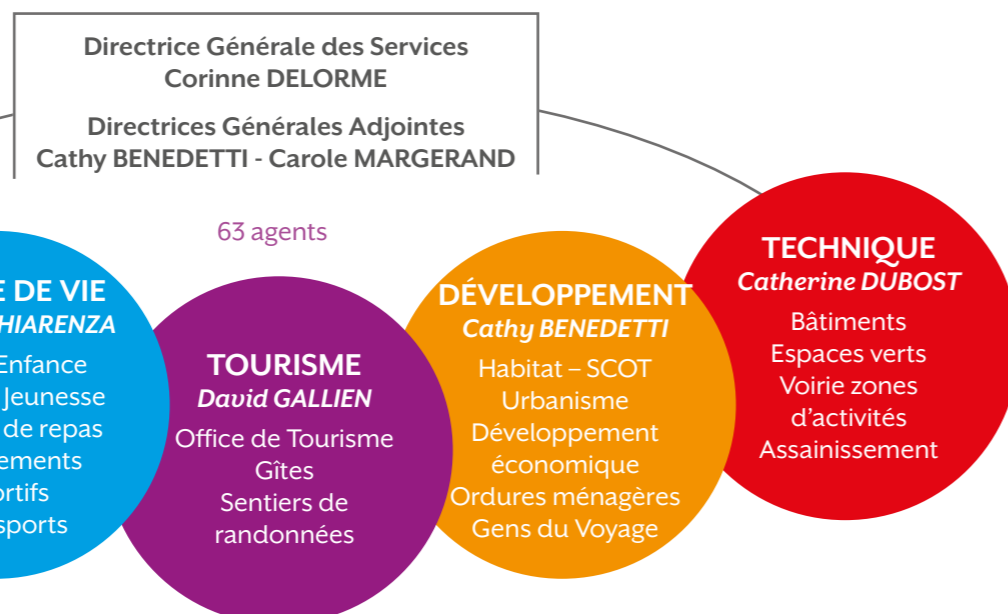 Directrice Générale des Services
Corinne DELORME
Directrices Générales Adjointes
Cathy BENEDETTI - Carole MARGERAND
63 agents
E DE VIE
HIARENZA
Enfance
Jeunesse
de repas
ements
ortifs
sports
TOURISME
David GALLIEN
Office de Tourisme
Gîtes
Sentiers de
randonnées
DÉVELOPPEMENT
Cathy BENEDETTI
Habitat – SCOT
Urbanisme
Développement
économique
Ordures ménagères
Gens du Voyage
TECHNIQUE
Catherine DUBOST
Bâtiments
Espaces verts
Voirie zones
d’activités
Assainissement